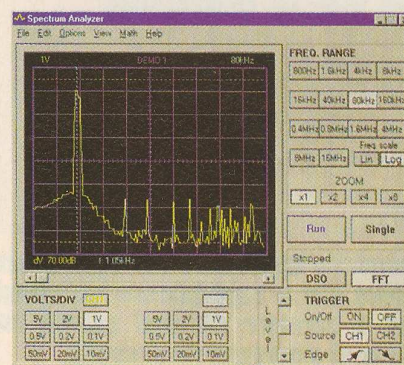 Spectrum Analyzer
File Edit Options View Math Help
1V DEMO! 80kHz
dV 70.00dB f: 1.05kHz
FREQ. RANGE
800Hz 1.6kHz 4kHz 8kHz
16kHz 40kHz 80kHz 160kHz
0.4MHz 0.8MHz 1.6MHz 4MHz
Freq. scale
8MHz 16MHz Lin Log
ZOOM
x1 x2 x4 x8
Run Single
Stopped
DSO FFT
VOLTS/DIV
5V 2V 1V
0.5V 0.2V 0.1V
50mV 20mV 10mV
5V 2V 1V
0.5V 0.2V 0.1V
50mV 20mV 10mV
Level
TRIGGER
On/Off ON OFF
Source CH1 CH2
Edge